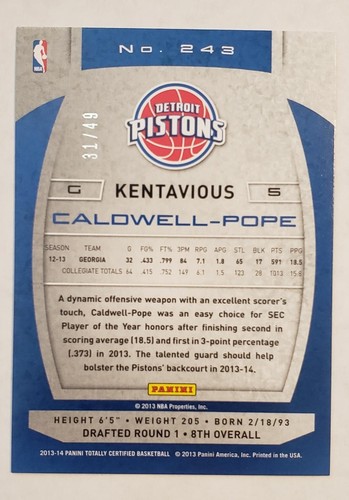 NBA
No. 243
DETROIT
PISTONS
31/49
G KENTAVIOUS 5
CALDWELL-POPE
SEASON TEAM G FG% FT% 3PM RPG APG STL BLK PTS PPG
12-13 GEORGIA 32 .433 .799 84 7.1 1.8 65 17 591 18.5
COLLEGIATE TOTALS 64 .415 .752 149 6.1 1.5 123 28 1013 15.8
A dynamic offensive weapon with an excellent scorer's
touch, Caldwell-Pope was an easy choice for SEC
Player of the Year honors after finishing second in
scoring average (18.5) and first in 3-point percentage
(.373) in 2013. The talented guard should help
bolster the Pistons' backcourt in 2013-14.
PANINI
© 2013 NBA Properties, Inc.
HEIGHT 6'5" • WEIGHT 205 • BORN 2/18/93
DRAFTED ROUND 1 • 8TH OVERALL
2013-14 PANINI TOTALLY CERTIFIED BASKETBALL © 2013 Panini America, Inc. Printed in the USA.